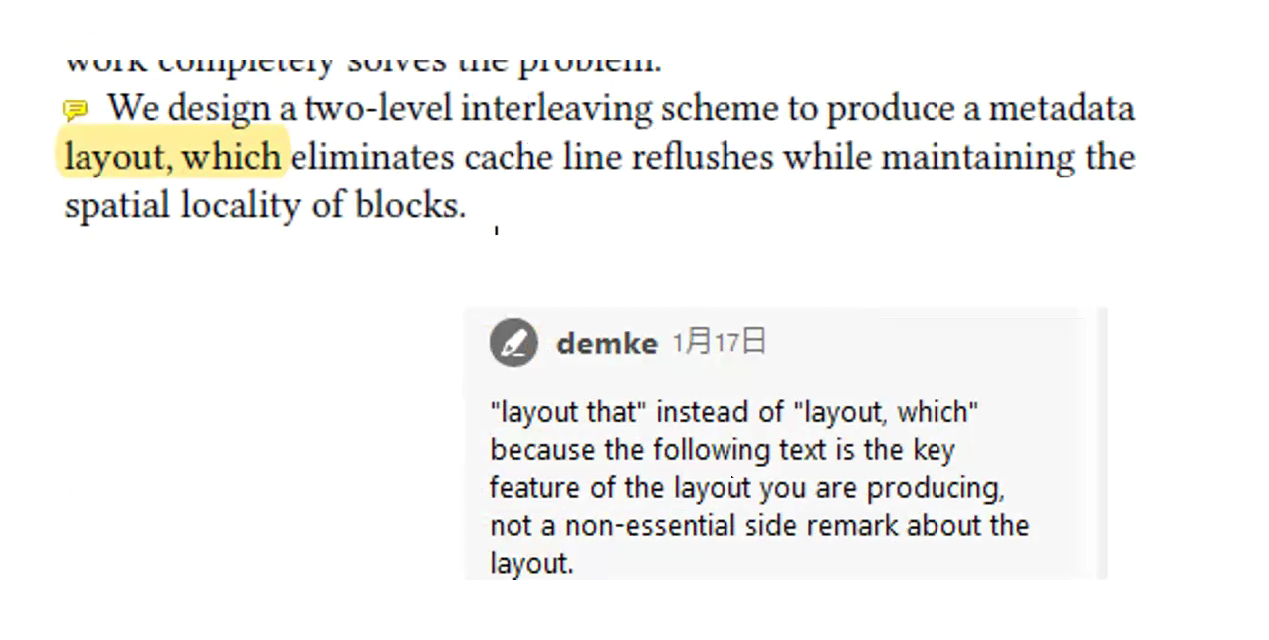 work completely solves the problem.
We design a two-level interleaving scheme to produce a metadata
layout, which eliminates cache line reflushes while maintaining the
spatial locality of blocks.
demke 1月17日
"layout that" instead of "layout, which"
because the following text is the key
feature of the layout you are producing,
not a non-essential side remark about the
layout.